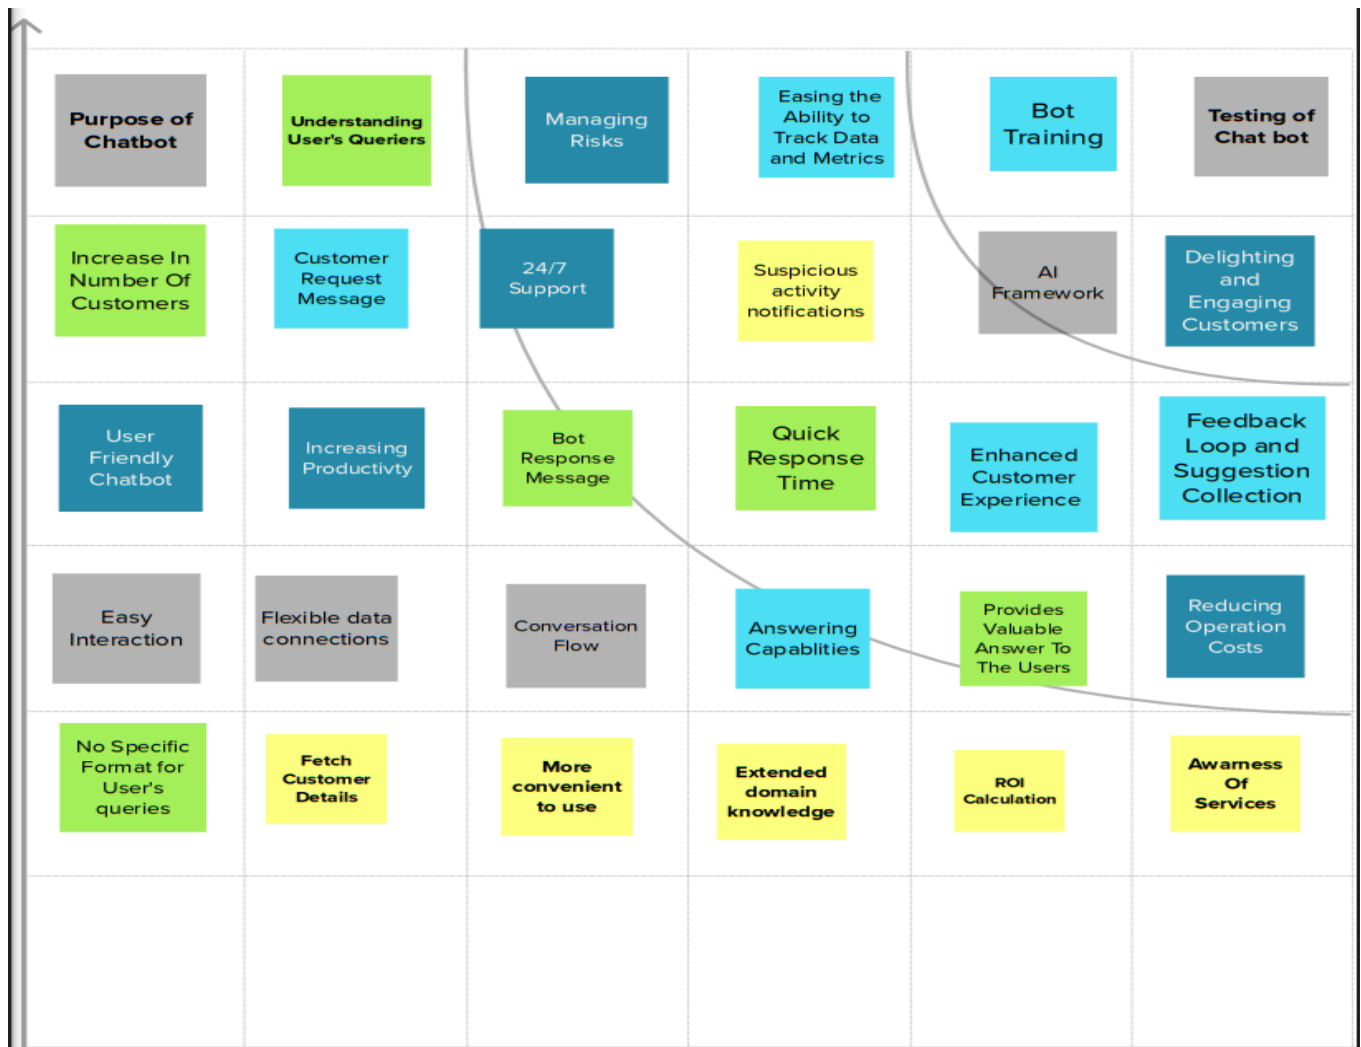 Purpose of
Chatbot
Understanding
User's Queriers
Managing
Risks
Easing the
Ability to
Track Data
and Metrics
Bot
Training
Testing of
Chat bot
Increase In
Number Of
Customers
Customer
Request
Message
24/7
Support
Suspicious
activity
notifications
AI
Framework
Delighting
and
Engaging
Customers
User
Friendly
Chatbot
Increasing
Productivty
Bot
Response
Message
Quick
Response
Time
Enhanced
Customer
Experience
Feedback
Loop and
Suggestion
Collection
Easy
Interaction
Flexible data
connections
Conversation
Flow
Answering
Capablities
Provides
Valuable
Answer To
The Users
Reducing
Operation
Costs
No Specific
Format for
User's
queries
Fetch
Customer
Details
More
convenient
to use
Extended
domain
knowledge
ROI
Calculation
Awarness
Of
Services